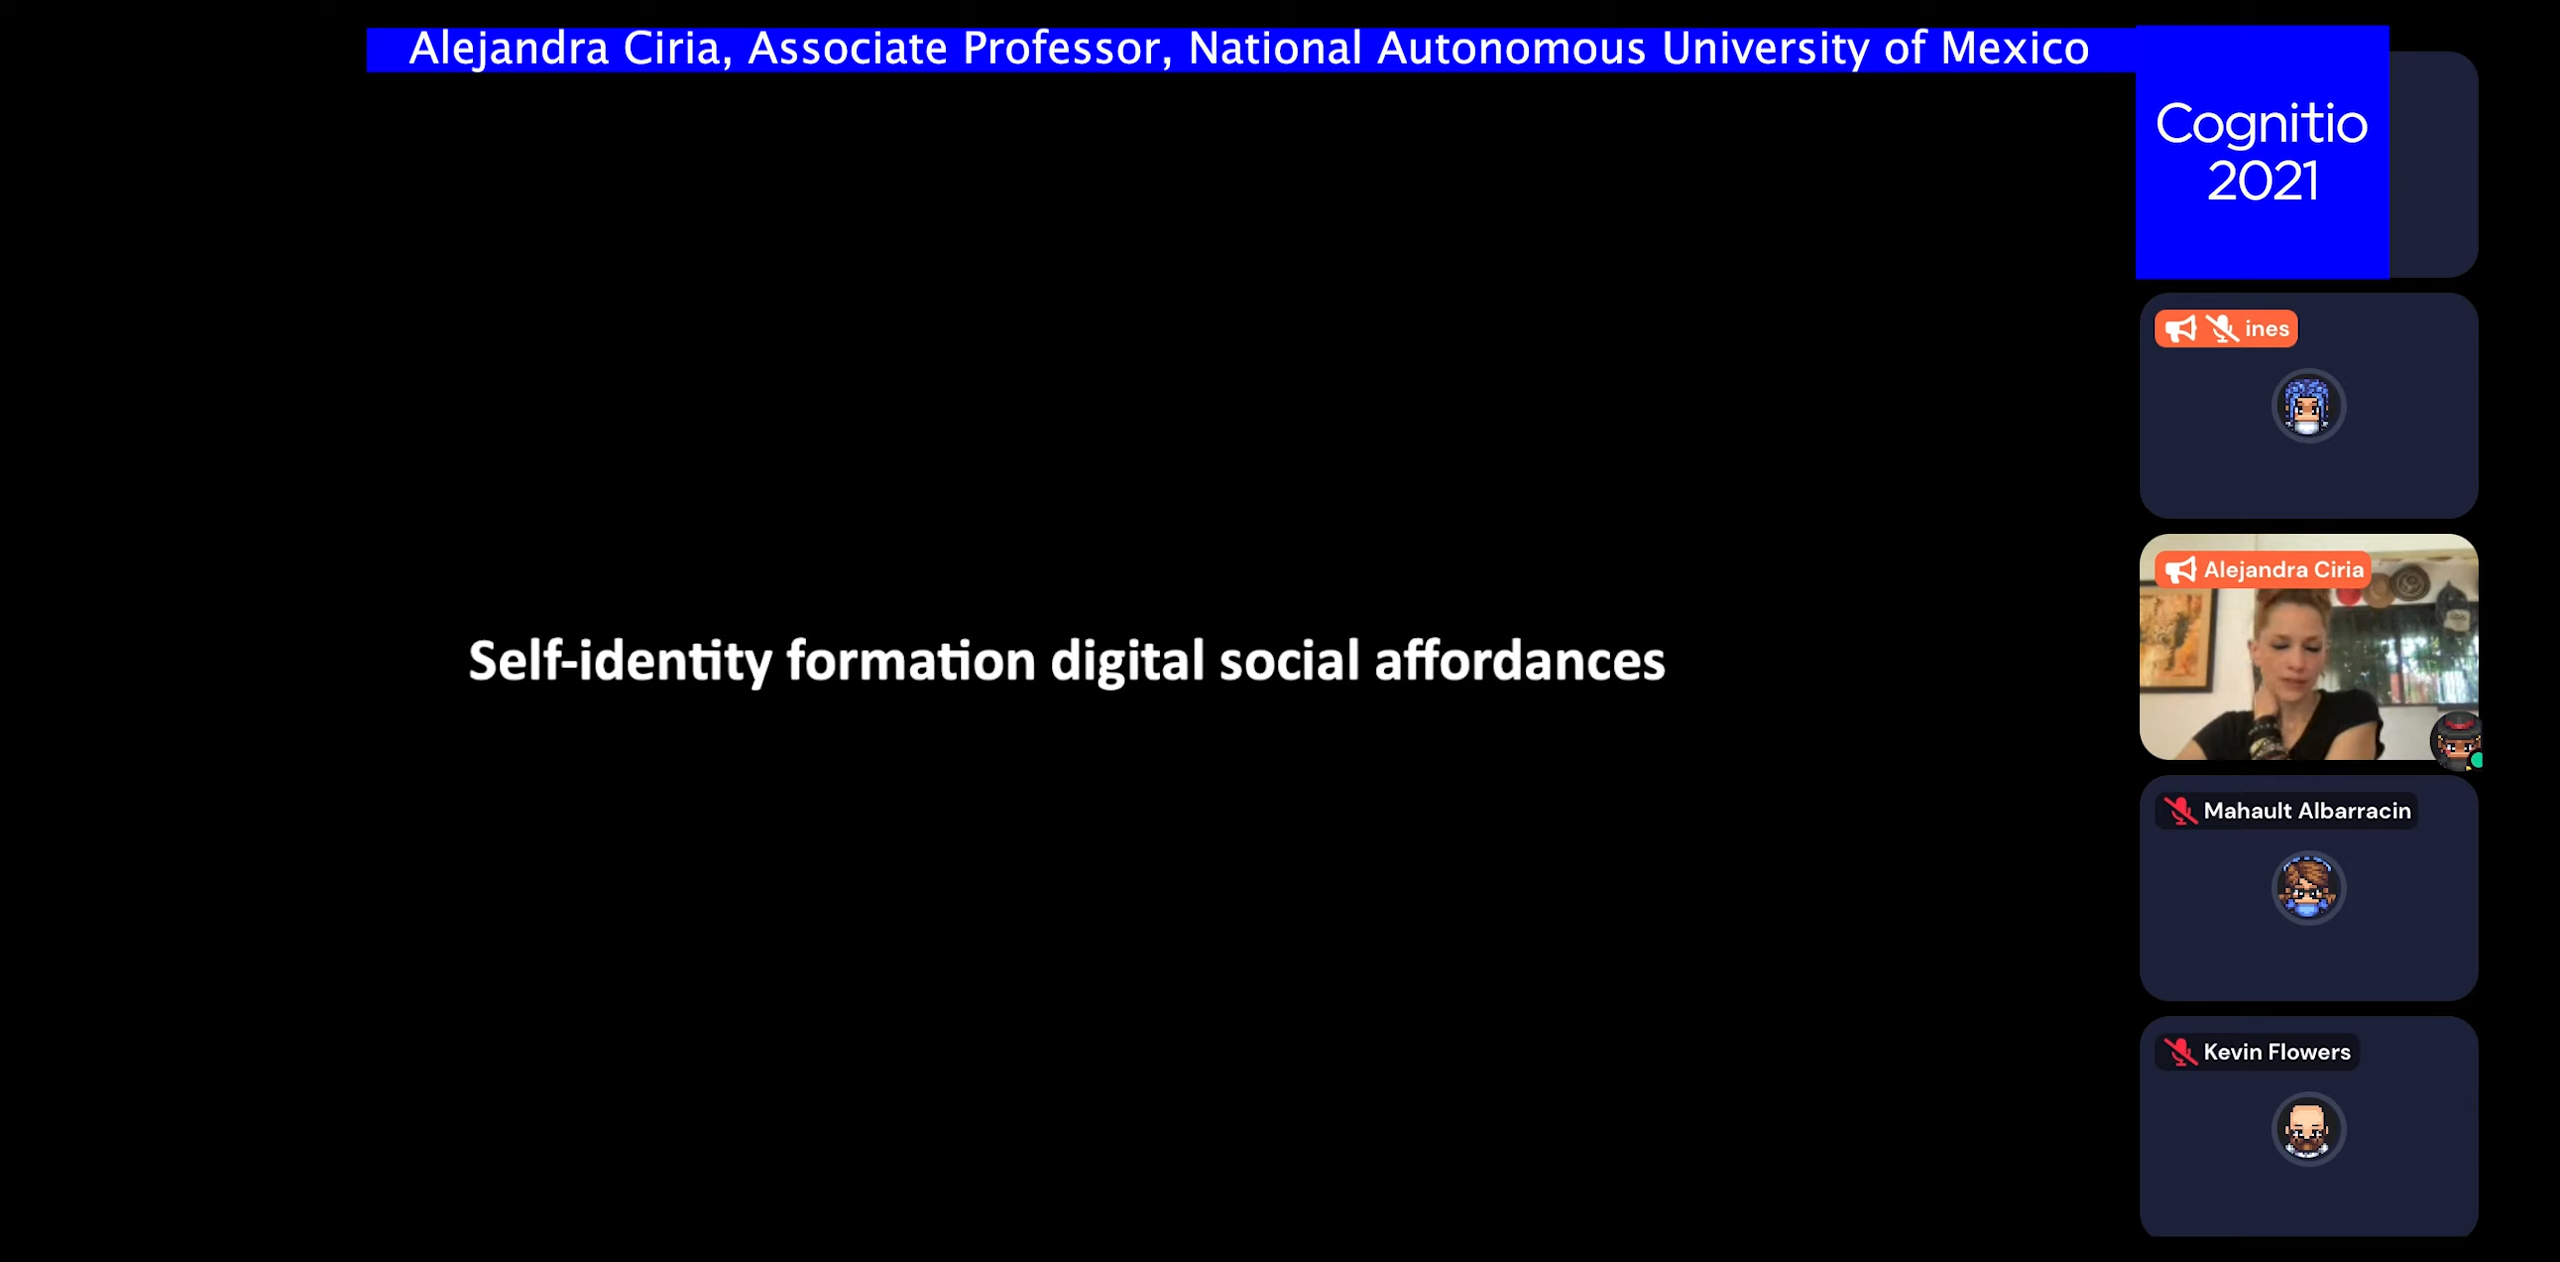 Alejandra Ciria, Associate Professor, National Autonomous University of Mexico
Cognitio
2021
ines
Alejandra Ciria
Self-identity formation digital social affordances
Mahault Albarracin
Kevin Flowers